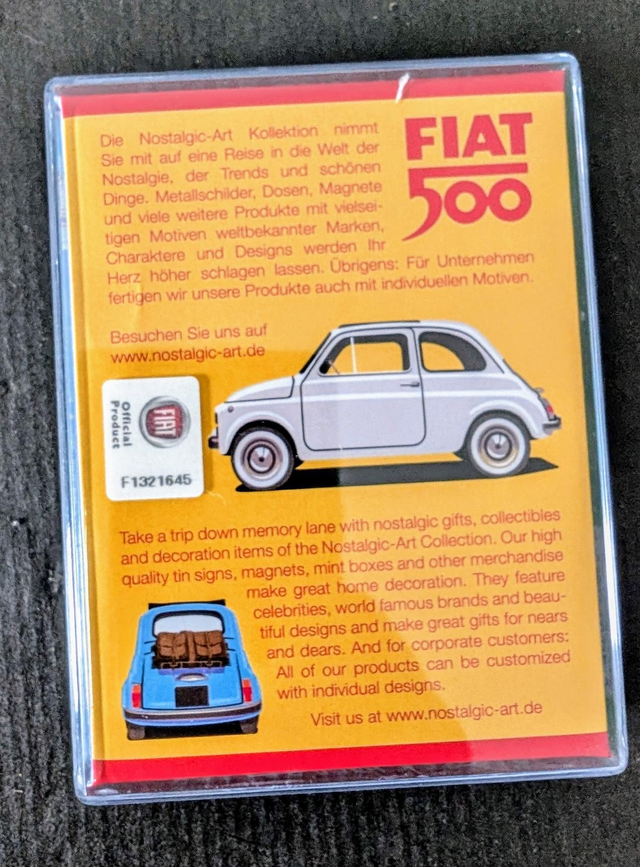 Die Nostalgic-Art Kollektion nimmt
Sie mit auf eine Reise in die Welt der
Nostalgie, der Trends und schönen
Dinge. Metallschilder, Dosen, Magnete
und viele weitere Produkte mit vielsei-
tigen Motiven weltbekannter Marken,
Charaktere und Designs werden Ihr
Herz höher schlagen lassen. Übrigens: Für Unternehmen
fertigen wir unsere Produkte auch mit individuellen Motiven.
FIAT
500
Besuchen Sie uns auf
www.nostalgic-art.de
Official
Product
FIAT
F1321645
Take a trip down memory lane with nostalgic gifts, collectibles
and decoration items of the Nostalgic-Art Collection. Our high
quality tin signs, magnets, mint boxes and other merchandise
make great home decoration. They feature
celebrities, world famous brands and beau-
tiful designs and make great gifts for nears
and dears. And for corporate customers:
All of our products can be customized
with individual designs.
Visit us at www.nostalgic-art.de